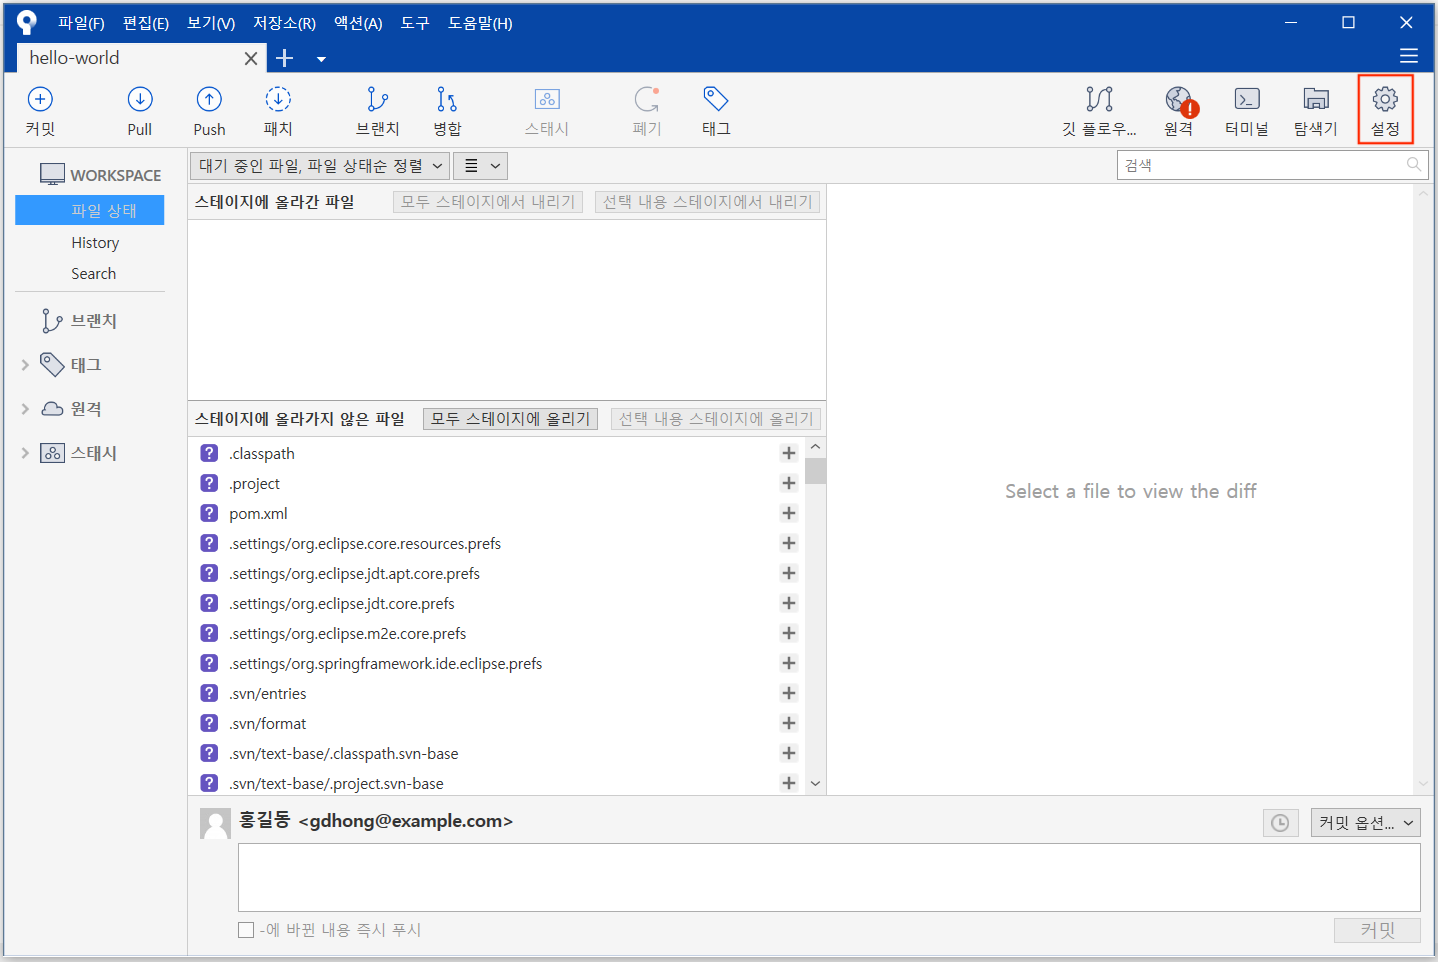 파일(F) 편집(E) 보기(V) 저장소(R) 액션(A) 도구 도움말(H)
hello-world
커밋 Pull Push 패치 브랜치 병합 스태시 폐기 태그 깃 플로우... 원격 터미널 탐색기 설정
WORKSPACE
파일 상태
History
Search
브랜치
태그
원격
스태시
대기 중인 파일, 파일 상태순 정렬
검색
스테이지에 올라간 파일 모두 스테이지에서 내리기 선택 내용 스테이지에서 내리기
스테이지에 올라가지 않은 파일 모두 스테이지에 올리기 선택 내용 스테이지에 올리기
.classpath
.project
pom.xml
.settings/org.eclipse.core.resources.prefs
.settings/org.eclipse.jdt.apt.core.prefs
.settings/org.eclipse.jdt.core.prefs
.settings/org.eclipse.m2e.core.prefs
.settings/org.springframework.ide.eclipse.prefs
.svn/entries
.svn/format
.svn/text-base/.classpath.svn-base
.svn/text-base/.project.svn-base
Select a file to view the diff
홍길동 <gdhong@example.com>
커밋 옵션...
-에 바뀐 내용 즉시 푸시
커밋